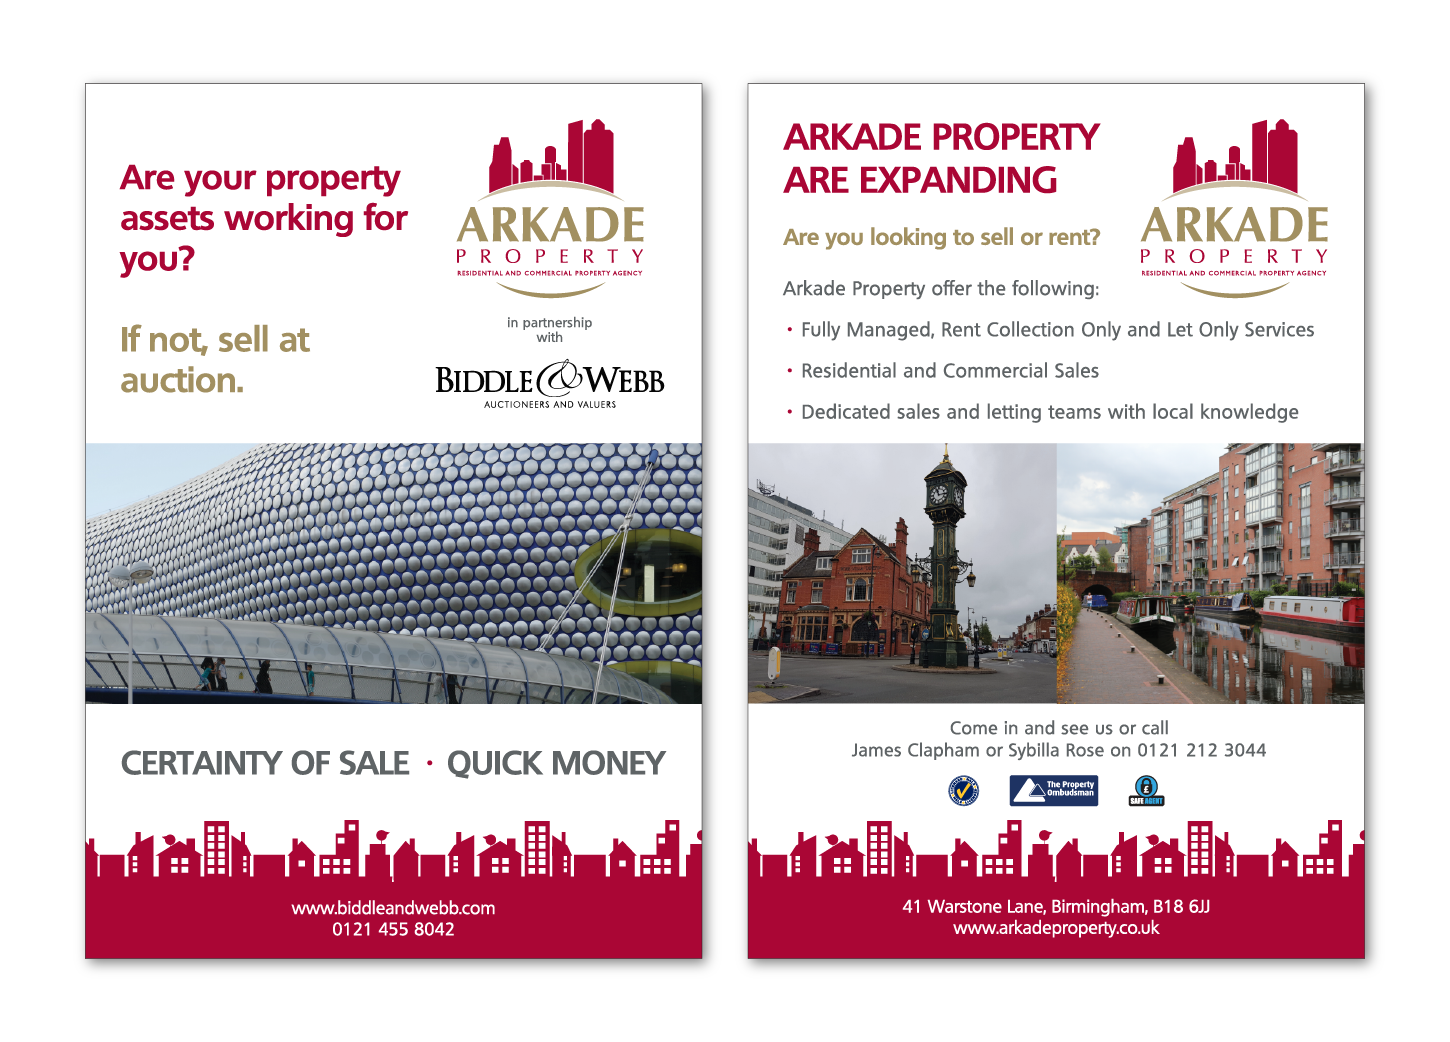 Are your property
assets working for
you?
If not, sell at
auction.
ARKADE
PROPERTY
RESIDENTIAL AND COMMERCIAL PROPERTY AGENCY
in partnership
with
BIDDLE & WEBB
AUCTIONEERS AND VALUERS
CERTAINTY OF SALE · QUICK MONEY
www.biddleandwebb.com
0121 455 8042
ARKADE PROPERTY
ARE EXPANDING
Are you looking to sell or rent?
ARKADE
PROPERTY
RESIDENTIAL AND COMMERCIAL PROPERTY AGENCY
Arkade Property offer the following:
· Fully Managed, Rent Collection Only and Let Only Services
· Residential and Commercial Sales
· Dedicated sales and letting teams with local knowledge
Come in and see us or call
James Clapham or Sybilla Rose on 0121 212 3044
The Property
Ombudsman
SAFE AGENT
41 Warstone Lane, Birmingham, B18 6JJ
www.arkadeproperty.co.uk